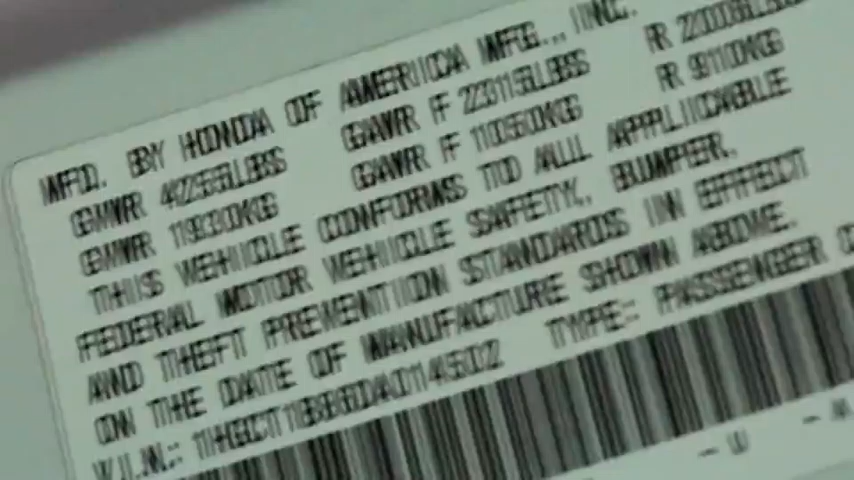 MFD. BY HONDA OF AMERICA MFG., INC.
GVWR 4255LBS GAWR F 2315LBS R
GVWR 1930KG GAWR F 1050KG R 910KG
THIS VEHICLE CONFORMS TO ALL APPLICABLE
FEDERAL MOTOR VEHICLE SAFETY, BUMPER,
AND THEFT PREVENTION STANDARDS IN EFFECT
ON THE DATE OF MANUFACTURE SHOWN ABOVE.
V.I.N.: TYPE: PASSENGER